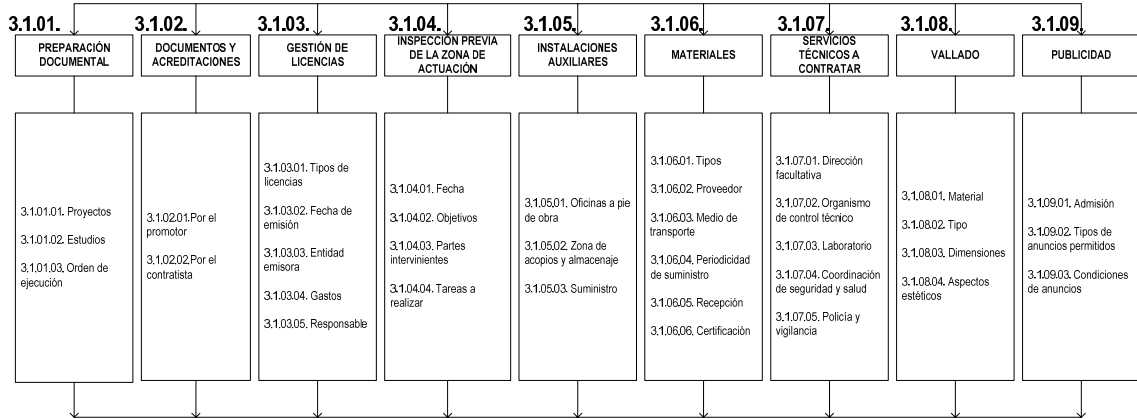 3.1.01.
PREPARACIÓN
DOCUMENTAL
3.1.01.01. Proyectos
3.1.01.02. Estudios
3.1.01.03. Orden de
ejecución
3.1.02.
DOCUMENTOS Y
ACREDITACIONES
3.1.02.01.Por el
promotor
3.1.02.02.Por el
contratista
3.1.03.
GESTIÓN DE
LICENCIAS
3.1.03.01. Tipos de
licencias
3.1.03.02. Fecha de
emisión
3.1.03.03. Entidad
emisora
3.1.03.04. Gastos
3.1.03.05. Responsable
3.1.04.
INSPECCIÓN PREVIA
DE LA ZONA DE
ACTUACIÓN
3.1.04.01. Fecha
3.1.04.02. Objetivos
3.1.04.03. Partes
intervinientes
3.1.04.04. Tareas a
realizar
3.1.05.
INSTALACIONES
AUXILIARES
3.1.05.01. Oficinas a pie
de obra
3.1.05.02. Zona de
acopios y almacenaje
3.1.05.03. Suministro
3.1.06.
MATERIALES
3.1.06.01. Tipos
3.1.06.02. Proveedor
3.1.06.03. Medio de
transporte
3.1.06.04. Periodicidad
de suministro
3.1.06.05. Recepción
3.1.06.06. Certificación
3.1.07.
SERVICIOS
TÉCNICOS A
CONTRATAR
3.1.07.01. Dirección
facultativa
3.1.07.02. Organismo
de control técnico
3.1.07.03. Laboratorio
3.1.07.04. Coordinación
de seguridad y salud
3.1.07.05. Policía y
vigilancia
3.1.08.
VALLADO
3.1.08.01. Material
3.1.08.02. Tipo
3.1.08.03. Dimensiones
3.1.08.04. Aspectos
estéticos
3.1.09.
PUBLICIDAD
3.1.09.01. Admisión
3.1.09.02. Tipos de
anuncios permitidos
3.1.09.03. Condiciones
de anuncios